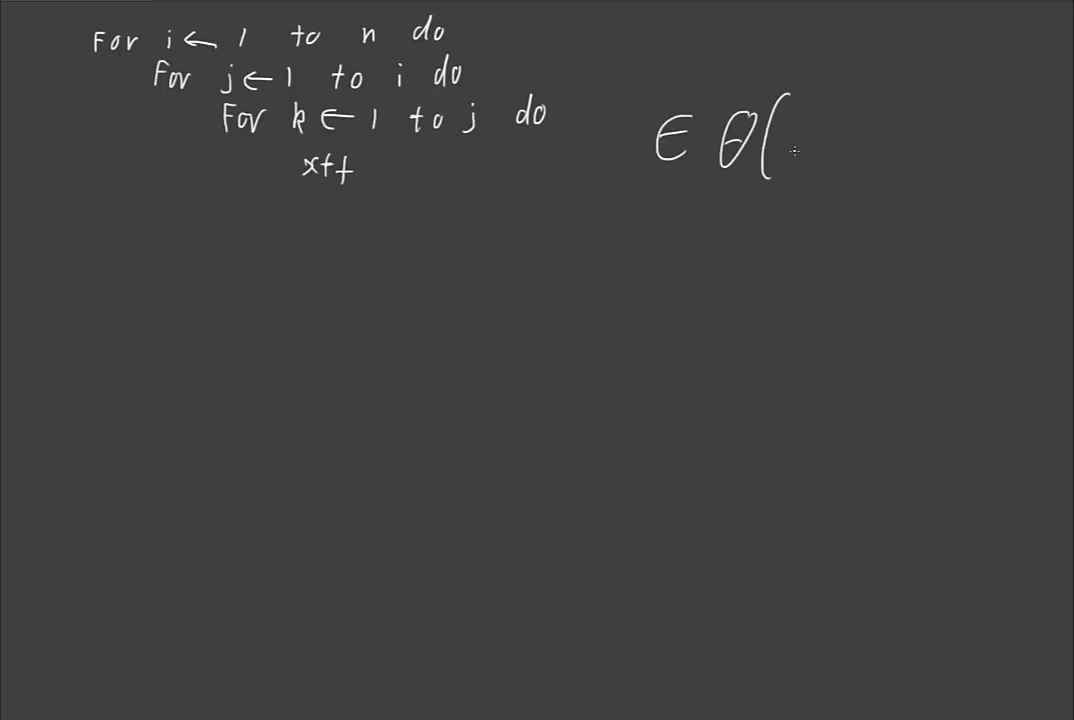 For i ← 1 to n do
For j ← 1 to i do
For k ← 1 to j do
x++
∈ Θ(